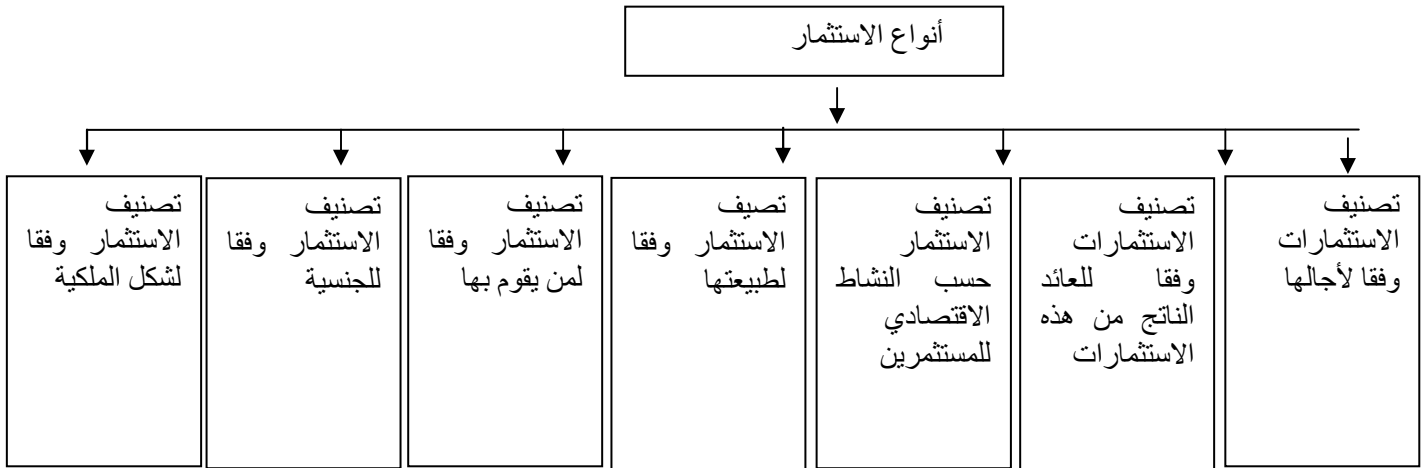 أنواع الاستثمار
تصنيف
الاستثمارات
وفقا لأجالها
تصنيف
الاستثمارات
وفقا للعائد
الناتج من هذه
الاستثمارات
تصنيف
الاستثمار
حسب النشاط
الاقتصادي
للمستثمرين
تصيف
الاستثمار وفقا
لطبيعتها
تصنيف
الاستثمار وفقا
لمن يقوم بها
تصنيف
الاستثمار وفقا
للجنسية
تصنيف
الاستثمار وفقا
لشكل الملكية